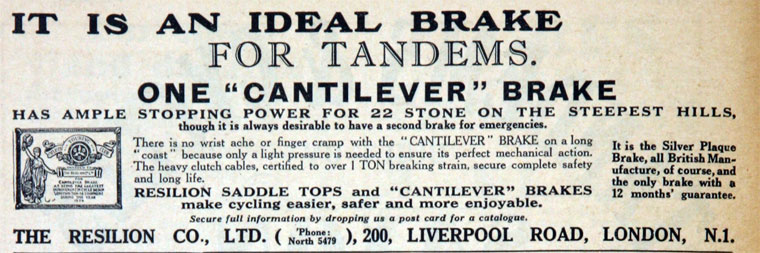 IT IS AN IDEAL BRAKE
FOR TANDEMS.
ONE "CANTILEVER" BRAKE
HAS AMPLE STOPPING POWER FOR 22 STONE ON THE STEEPEST HILLS,
though it is always desirable to have a second brake for emergencies.
There is no wrist ache or finger cramp with the "CANTILEVER" BRAKE on a long
"coast" because only a light pressure is needed to ensure its perfect mechanical action.
The heavy clutch cables, certified to over 1 TON breaking strain, secure complete safety
and long life.
RESILION SADDLE TOPS and "CANTILEVER" BRAKES
make cycling easier, safer and more enjoyable.
It is the Silver Plaque
Brake, all British Man-
ufacture, of course, and
the only brake with a
12 months' guarantee.
Secure full information by dropping us a post card for a catalogue.
THE RESILION CO., LTD. ( 'Phone: North 5479 ), 200, LIVERPOOL ROAD, LONDON, N.1.